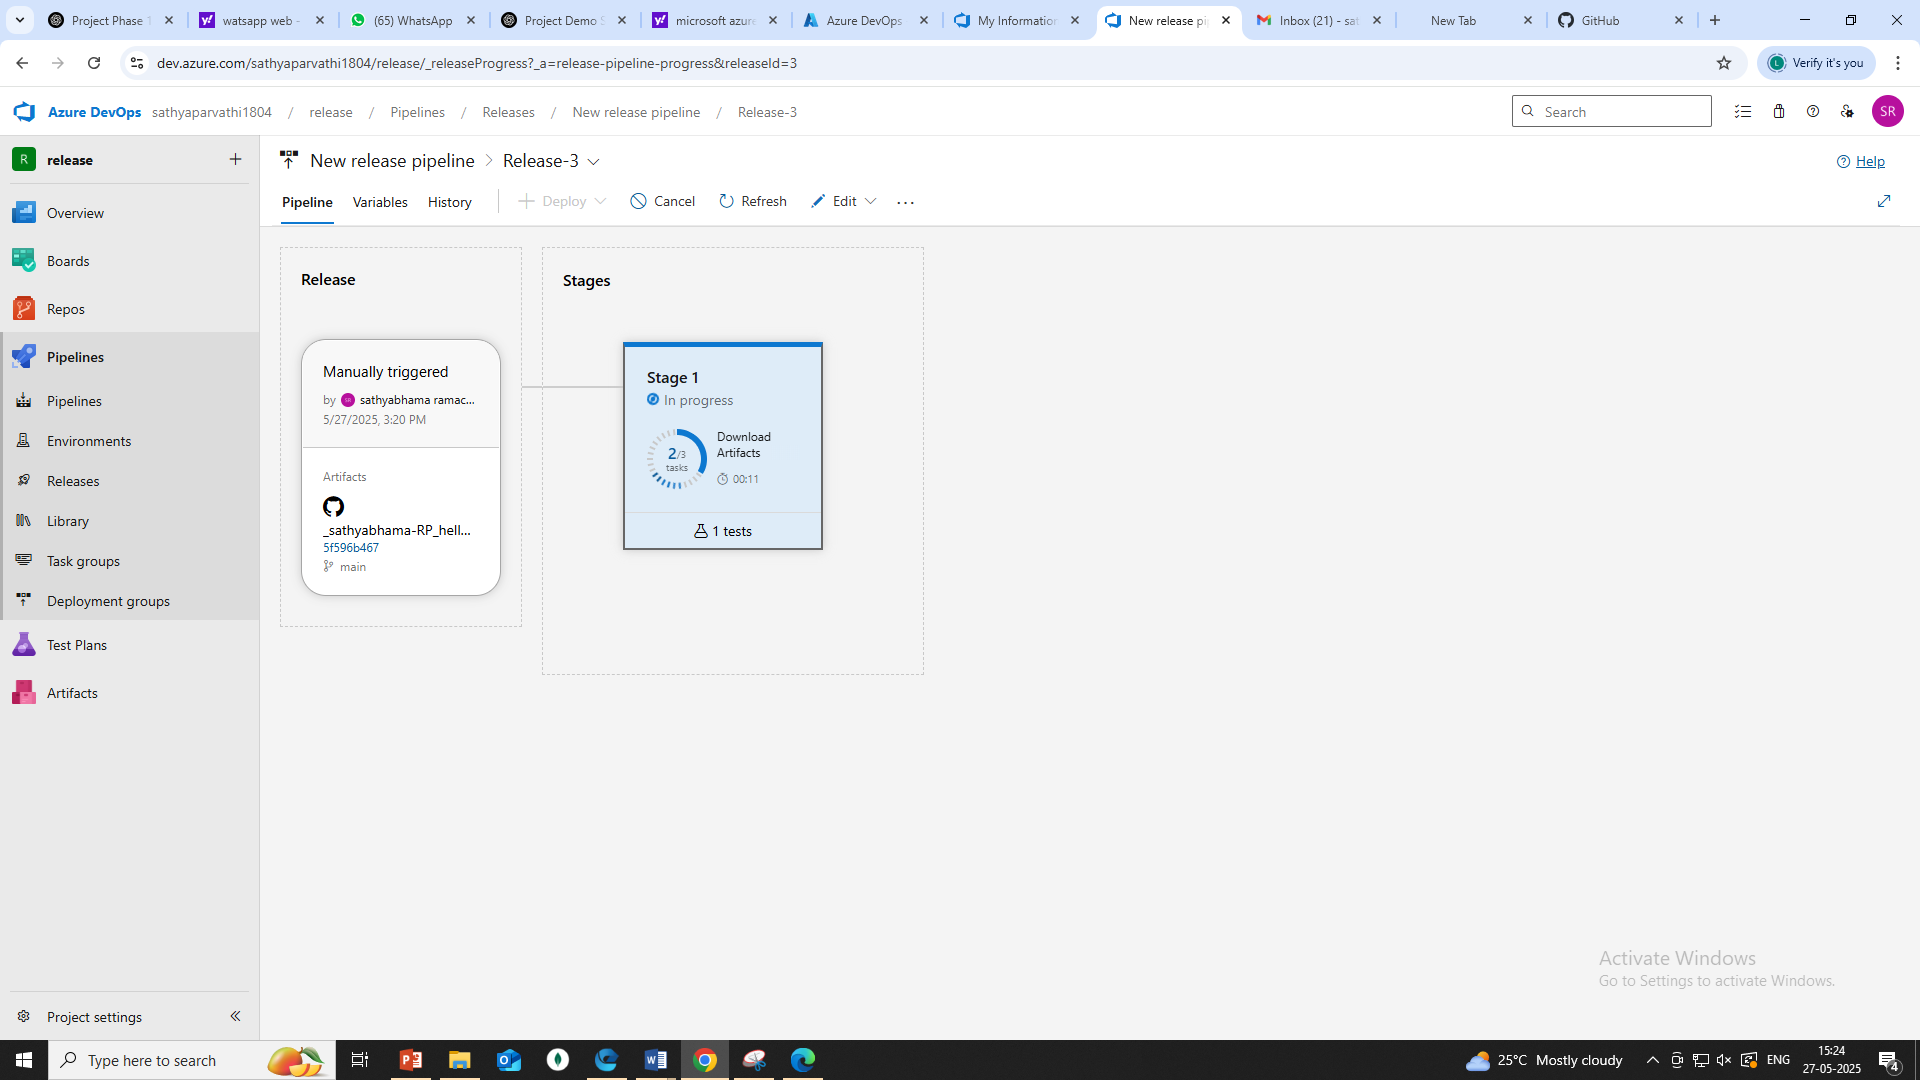 Project Phase 1
watsapp web -
(65) WhatsApp
Project Demo S
microsoft azure
Azure DevOps
My Information
New release pip
Inbox (21) - sat
New Tab
GitHub
dev.azure.com/sathyaparvathi1804/release/_releaseProgress?_a=release-pipeline-progress&releaseId=3
Verify it's you
Azure DevOps sathyaparvathi1804 / release / Pipelines / Releases / New release pipeline / Release-3
Search
SR
R release
New release pipeline > Release-3
Help
Pipeline Variables History Deploy Cancel Refresh Edit ...
Overview
Boards
Repos
Pipelines
Pipelines
Environments
Releases
Library
Task groups
Deployment groups
Test Plans
Artifacts
Project settings
Release
Manually triggered
by SR sathyabhama ramac...
5/27/2025, 3:20 PM
Artifacts
_sathyabhama-RP_hell...
5f596b467
main
Stages
Stage 1
In progress
2/3
tasks
Download
Artifacts
00:11
1 tests
Activate Windows
Go to Settings to activate Windows.
Type here to search
25°C Mostly cloudy
ENG
15:24
27-05-2025
4